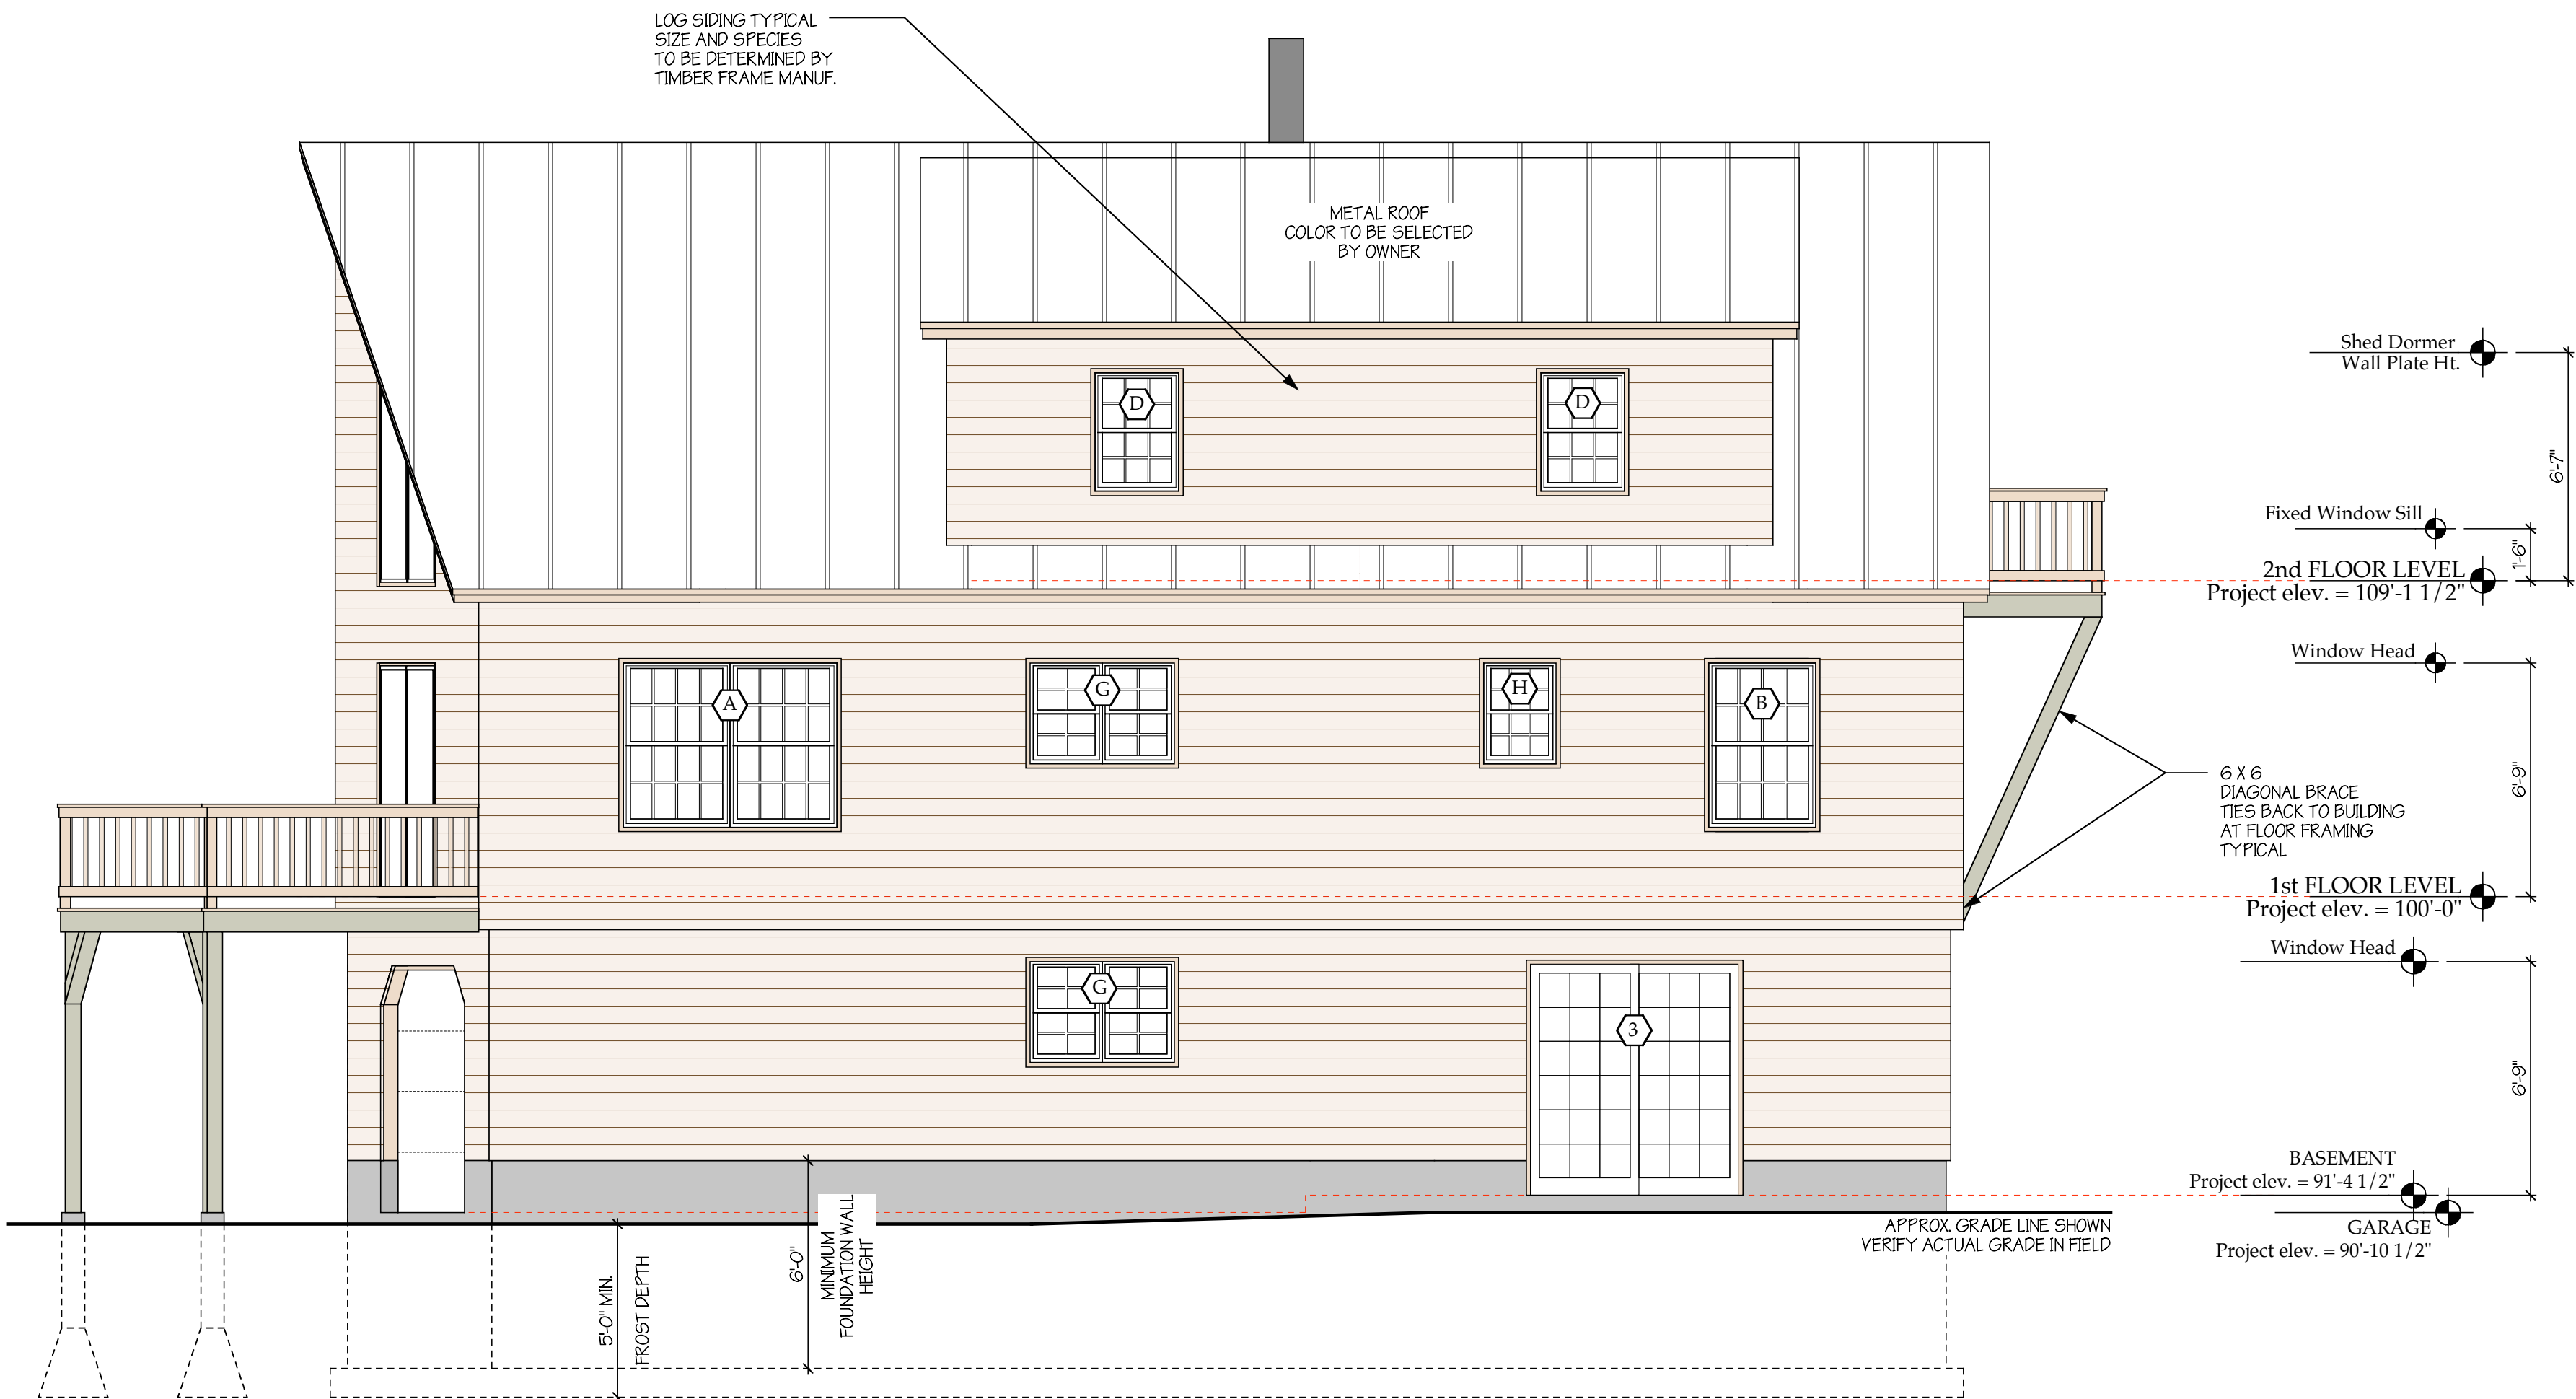 LOG SIDING TYPICAL
SIZE AND SPECIES
TO BE DETERMINED BY
TIMBER FRAME MANUF.
METAL ROOF
COLOR TO BE SELECTED
BY OWNER
D
D
Shed Dormer
Wall Plate Ht.
6'-7"
Fixed Window Sill
1'-6"
2nd FLOOR LEVEL
Project elev. = 109'-1 1/2"
Window Head
A
G
H
B
6'-9"
6 X 6
DIAGONAL BRACE
TIES BACK TO BUILDING
AT FLOOR FRAMING
TYPICAL
1st FLOOR LEVEL
Project elev. = 100'-0"
Window Head
G
3
6'-9"
BASEMENT
Project elev. = 91'-4 1/2"
GARAGE
Project elev. = 90'-10 1/2"
APPROX. GRADE LINE SHOWN
VERIFY ACTUAL GRADE IN FIELD
5'-0" MIN.
FROST DEPTH
6'-0"
MINIMUM
FOUNDATION WALL
HEIGHT